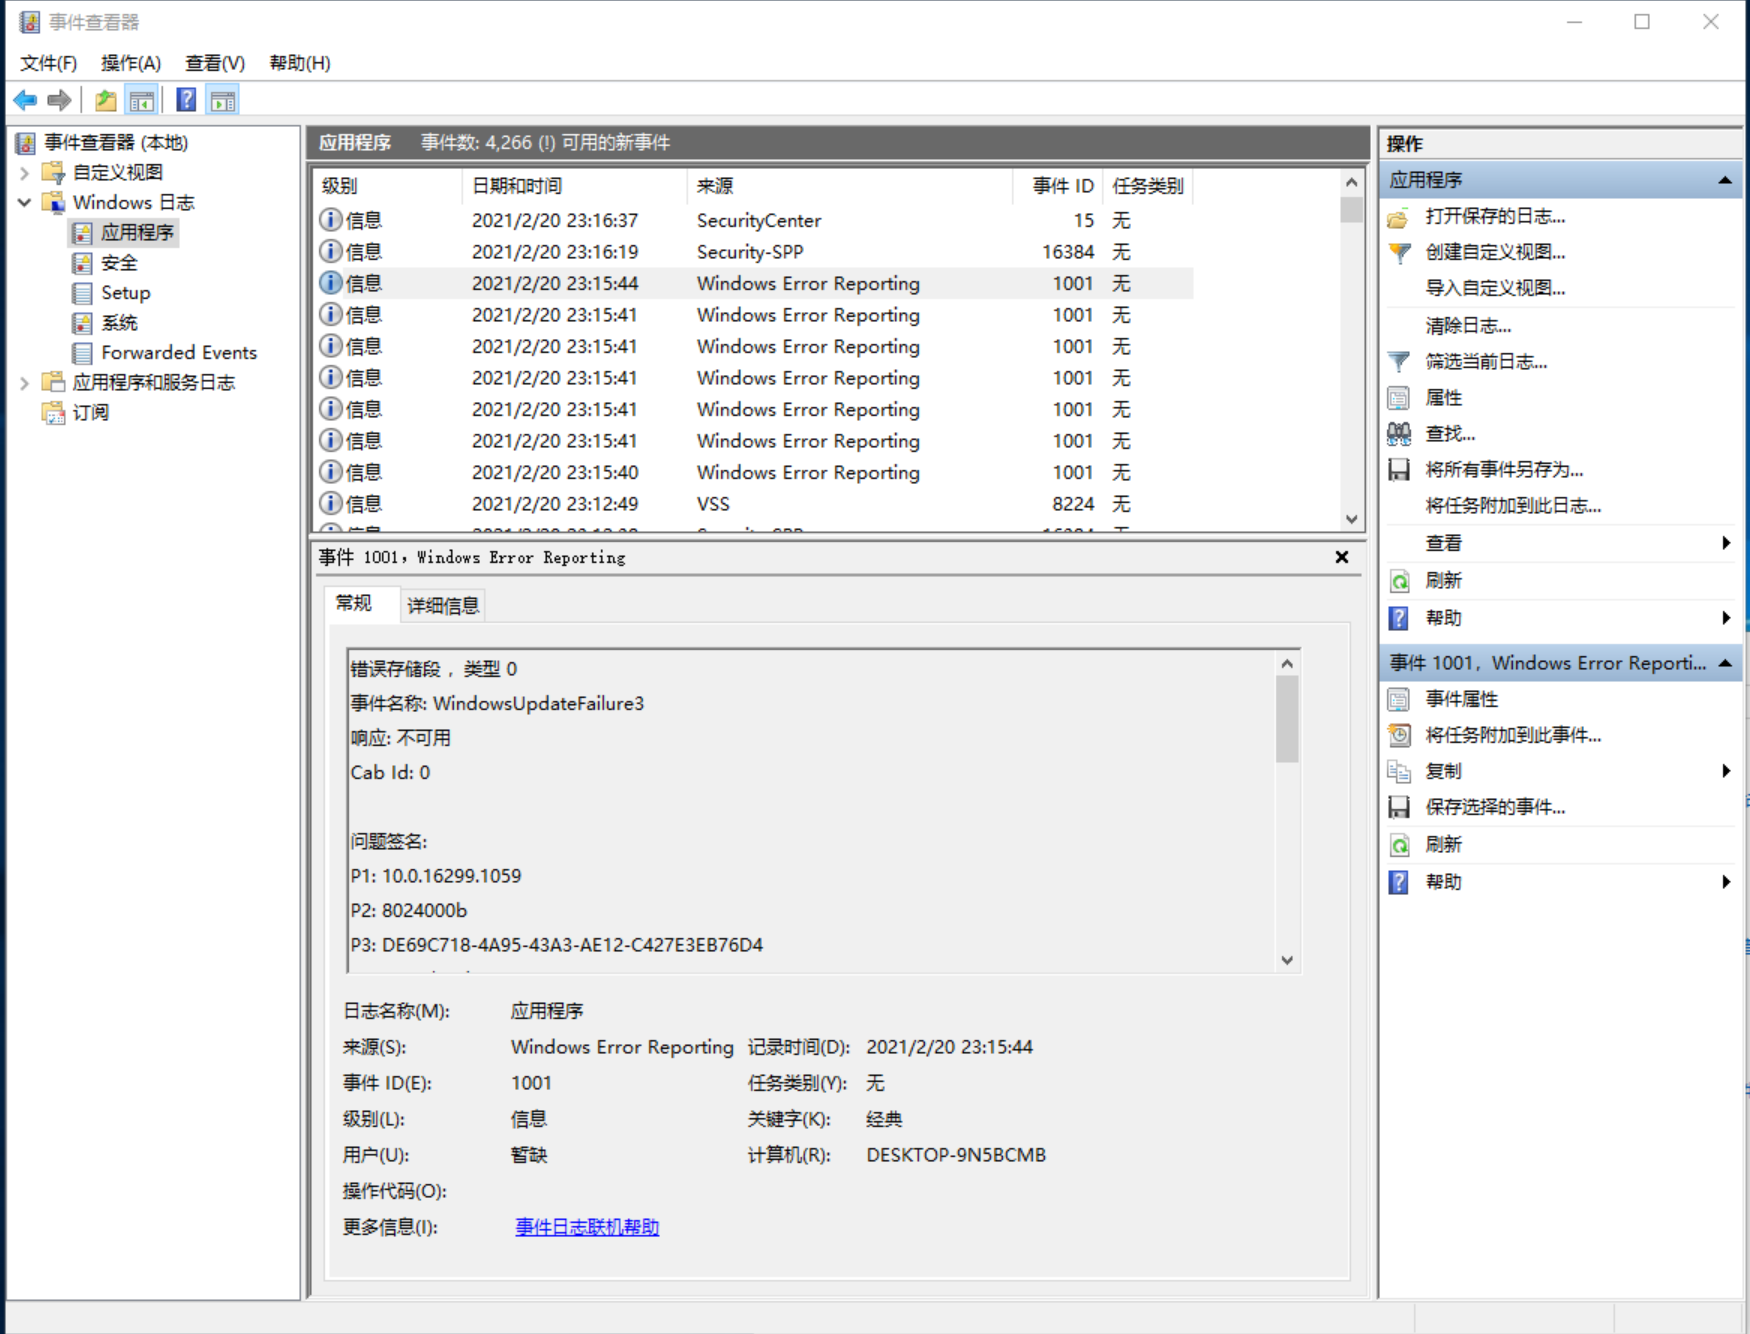 事件查看器
文件(F) 操作(A) 查看(V) 帮助(H)
事件查看器 (本地)
自定义视图
Windows 日志
应用程序
安全
Setup
系统
Forwarded Events
应用程序和服务日志
订阅
应用程序 事件数: 4,266 (!) 可用的新事件
级别 日期和时间 来源 事件 ID 任务类别
信息 2021/2/20 23:16:37 SecurityCenter 15 无
信息 2021/2/20 23:16:19 Security-SPP 16384 无
信息 2021/2/20 23:15:44 Windows Error Reporting 1001 无
信息 2021/2/20 23:15:41 Windows Error Reporting 1001 无
信息 2021/2/20 23:15:41 Windows Error Reporting 1001 无
信息 2021/2/20 23:15:41 Windows Error Reporting 1001 无
信息 2021/2/20 23:15:41 Windows Error Reporting 1001 无
信息 2021/2/20 23:15:41 Windows Error Reporting 1001 无
信息 2021/2/20 23:15:40 Windows Error Reporting 1001 无
信息 2021/2/20 23:12:49 VSS 8224 无
事件 1001，Windows Error Reporting
常规 详细信息
错误存储段 ，类型 0
事件名称: WindowsUpdateFailure3
响应: 不可用
Cab Id: 0
问题签名:
P1: 10.0.16299.1059
P2: 8024000b
P3: DE69C718-4A95-43A3-AE12-C427E3EB76D4
日志名称(M): 应用程序
来源(S): Windows Error Reporting 记录时间(D): 2021/2/20 23:15:44
事件 ID(E): 1001 任务类别(Y): 无
级别(L): 信息 关键字(K): 经典
用户(U): 暂缺 计算机(R): DESKTOP-9N5BCMB
操作代码(O):
更多信息(I): 事件日志联机帮助
操作
应用程序
打开保存的日志...
创建自定义视图...
导入自定义视图...
清除日志...
筛选当前日志...
属性
查找...
将所有事件另存为...
将任务附加到此日志...
查看
刷新
帮助
事件 1001，Windows Error Reporti...
事件属性
将任务附加到此事件...
复制
保存选择的事件...
刷新
帮助